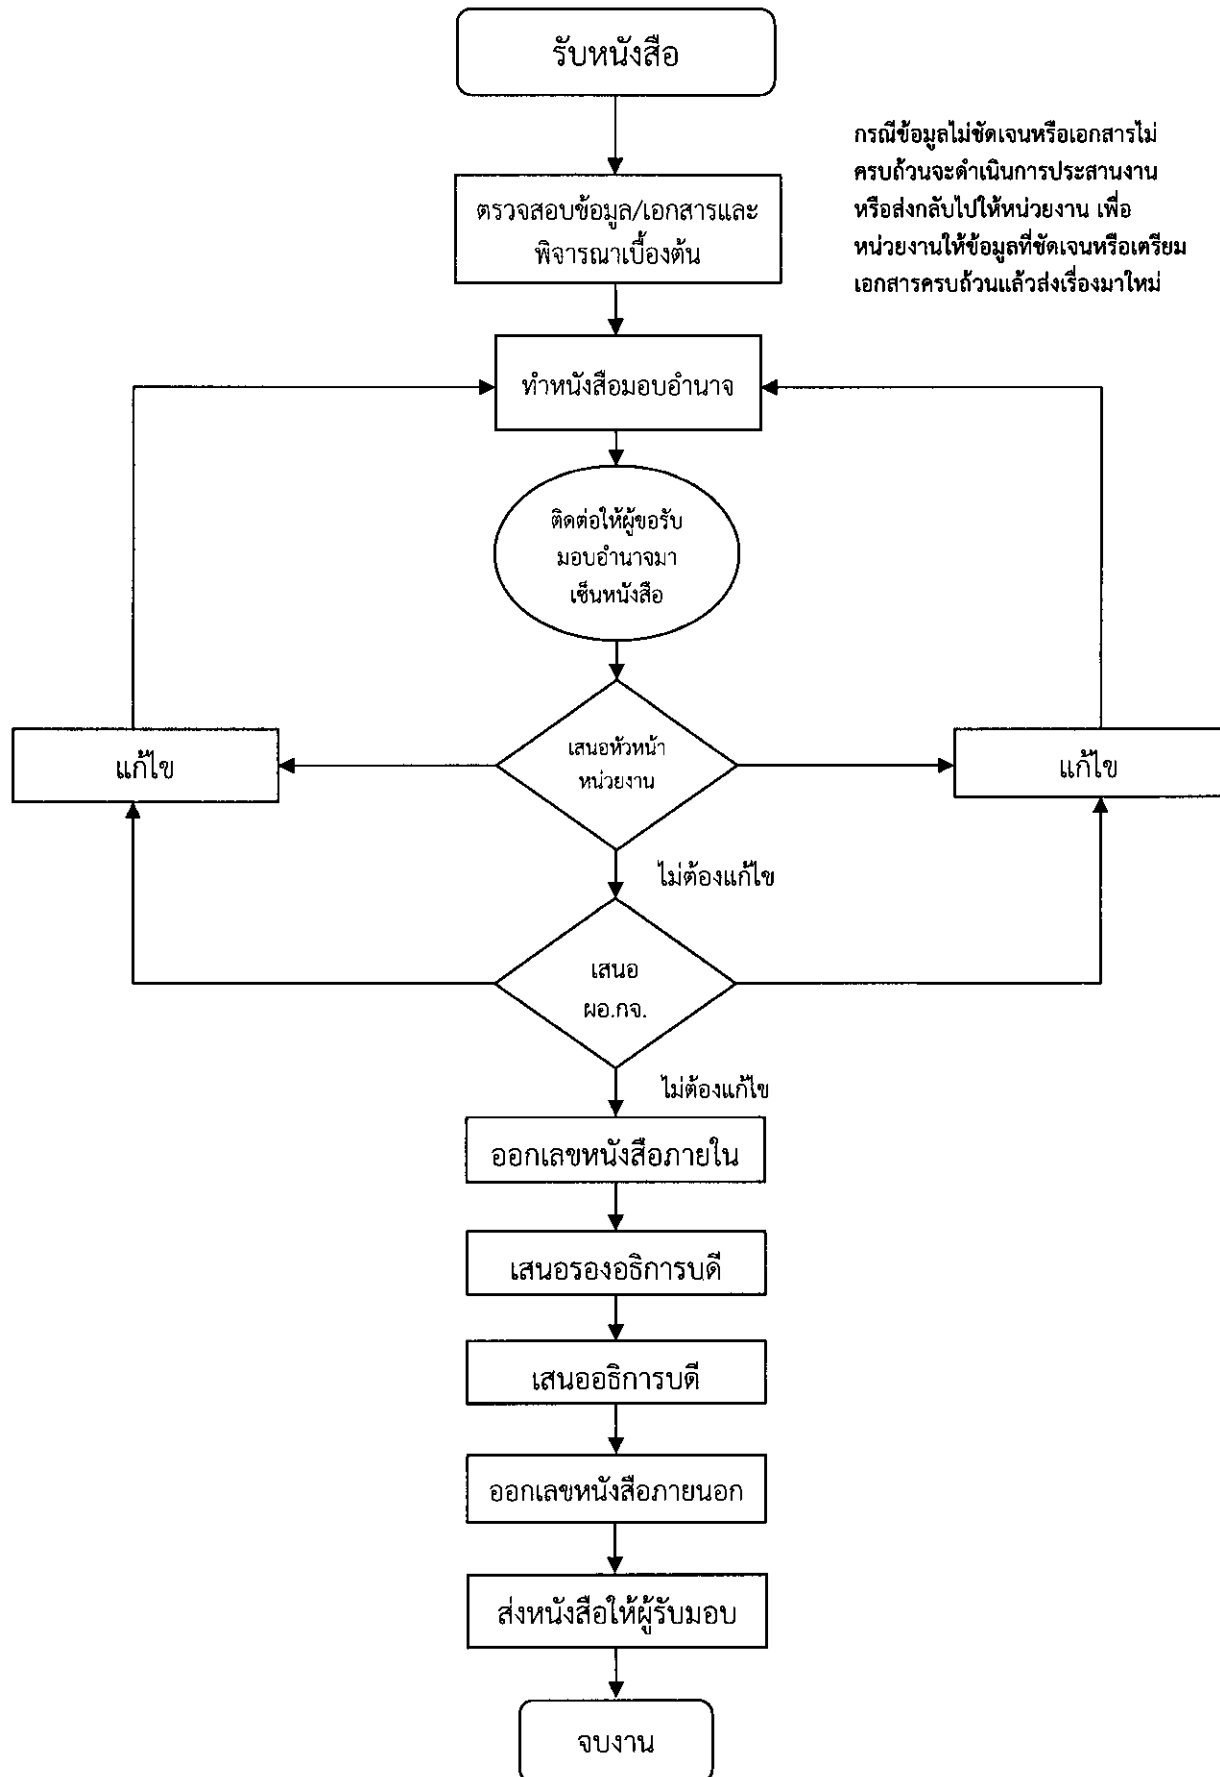 รับหนังสือ
กรณีข้อมูลไม่ชัดเจนหรือเอกสารไม่
ครบถ้วนจะดำเนินการประสานงาน
หรือส่งกลับไปให้หน่วยงาน เพื่อ
หน่วยงานให้ข้อมูลที่ชัดเจนหรือเตรียม
เอกสารครบถ้วนแล้วส่งเรื่องมาใหม่
ตรวจสอบข้อมูล/เอกสารและ
พิจารณาเบื้องต้น
ทำหนังสือมอบอำนาจ
ติดต่อให้ผู้ขอรับ
มอบอำนาจมา
เซ็นหนังสือ
เสนอหัวหน้า
หน่วยงาน
แก้ไข
แก้ไข
ไม่ต้องแก้ไข
เสนอ
ผอ.กจ.
ไม่ต้องแก้ไข
ออกเลขหนังสือภายใน
เสนอรองอธิการบดี
เสนออธิการบดี
ออกเลขหนังสือภายนอก
ส่งหนังสือให้ผู้รับมอบ
จบงาน